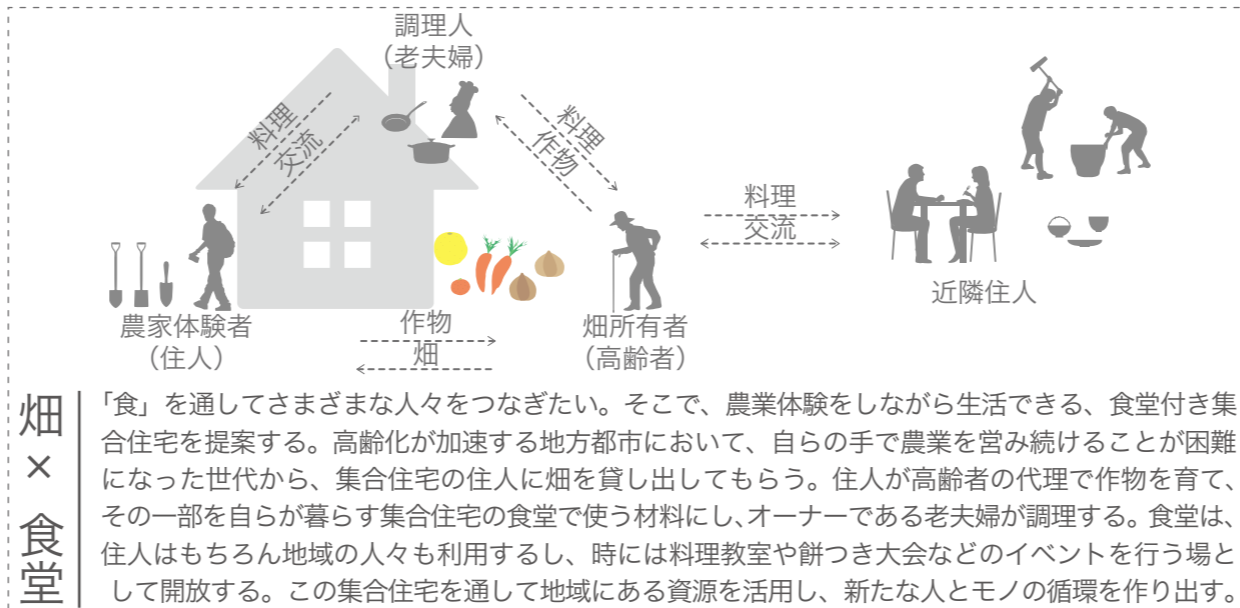 調理人
（老夫婦）
料理
交流
料理
作物
料理
交流
近隣住人
農家体験者
（住人）
作物
畑
畑所有者
（高齢者）
畑×食堂
「食」を通してさまざまな人々をつなぎたい。そこで、農業体験をしながら生活できる、食堂付き集
合住宅を提案する。高齢化が加速する地方都市において、自らの手で農業を営み続けることが困難
になった世代から、集合住宅の住人に畑を貸し出してもらう。住人が高齢者の代理で作物を育て、
その一部を自らが暮らす集合住宅の食堂で使う材料にし、オーナーである老夫婦が調理する。食堂は、
住人はもちろん地域の人々も利用するし、時には料理教室や餅つき大会などのイベントを行う場と
して開放する。この集合住宅を通して地域にある資源を活用し、新たな人とモノの循環を作り出す。